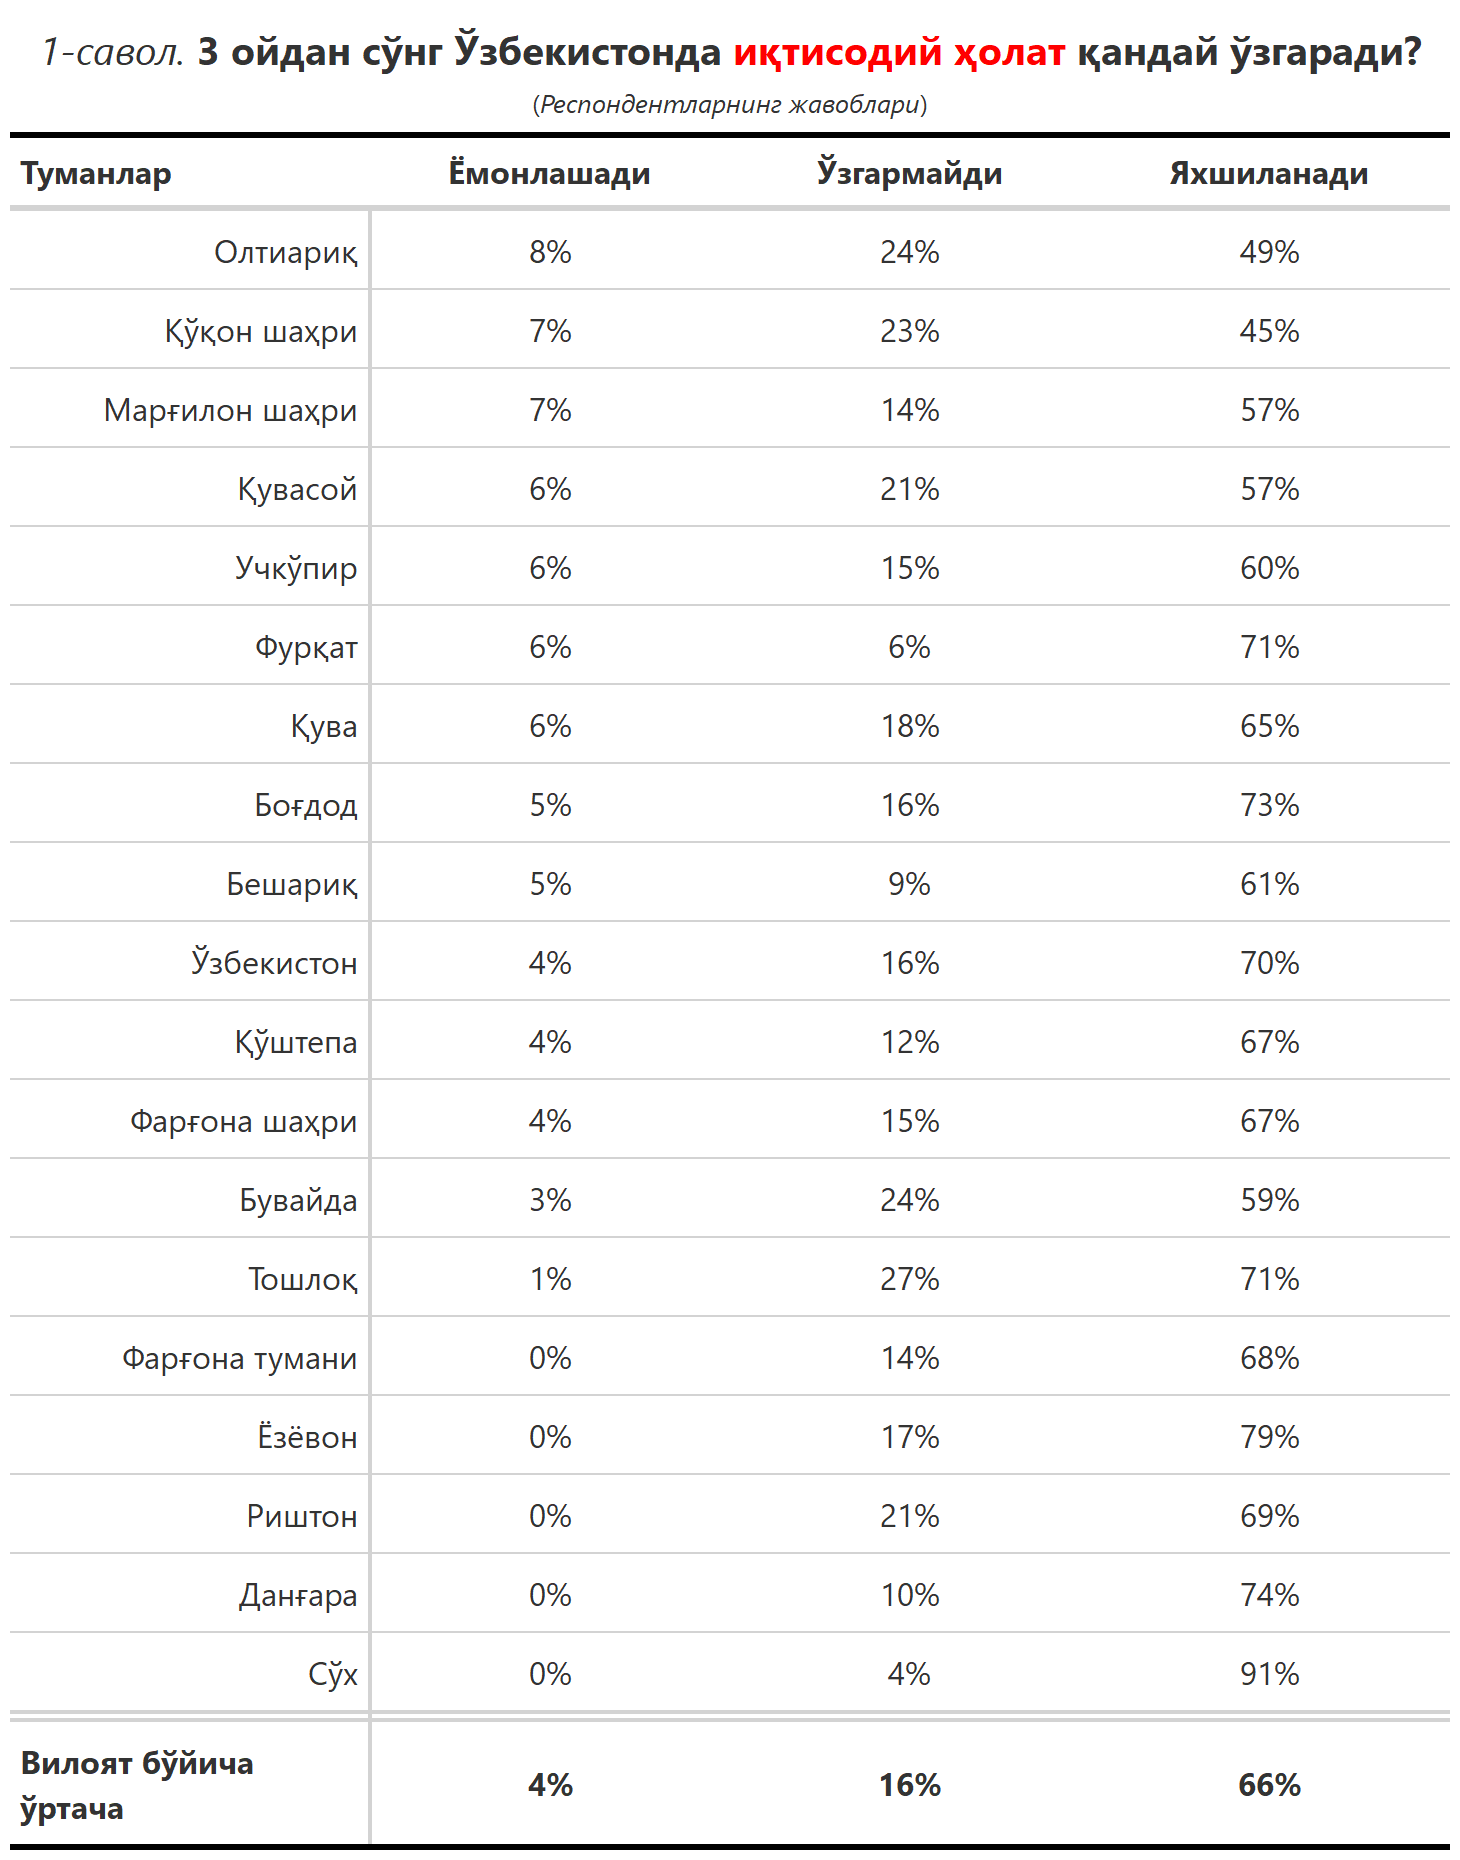 1-савол. 3 ойдан сўнг Ўзбекистонда иқтисодий ҳолат қандай ўзгаради?
(Респондентларнинг жавоблари)
Туманлар Ёмонлашади Ўзгармайди Яхшиланади
Олтиариқ 8% 24% 49%
Қўқон шаҳри 7% 23% 45%
Марғилон шаҳри 7% 14% 57%
Қувасой 6% 21% 57%
Учкўпир 6% 15% 60%
Фурқат 6% 6% 71%
Қува 6% 18% 65%
Боғдод 5% 16% 73%
Бешариқ 5% 9% 61%
Ўзбекистон 4% 16% 70%
Қўштепа 4% 12% 67%
Фарғона шаҳри 4% 15% 67%
Бувайда 3% 24% 59%
Тошлоқ 1% 27% 71%
Фарғона тумани 0% 14% 68%
Ёзёвон 0% 17% 79%
Риштон 0% 21% 69%
Данғара 0% 10% 74%
Сўх 0% 4% 91%
Вилоят бўйича
ўртача 4% 16% 66%